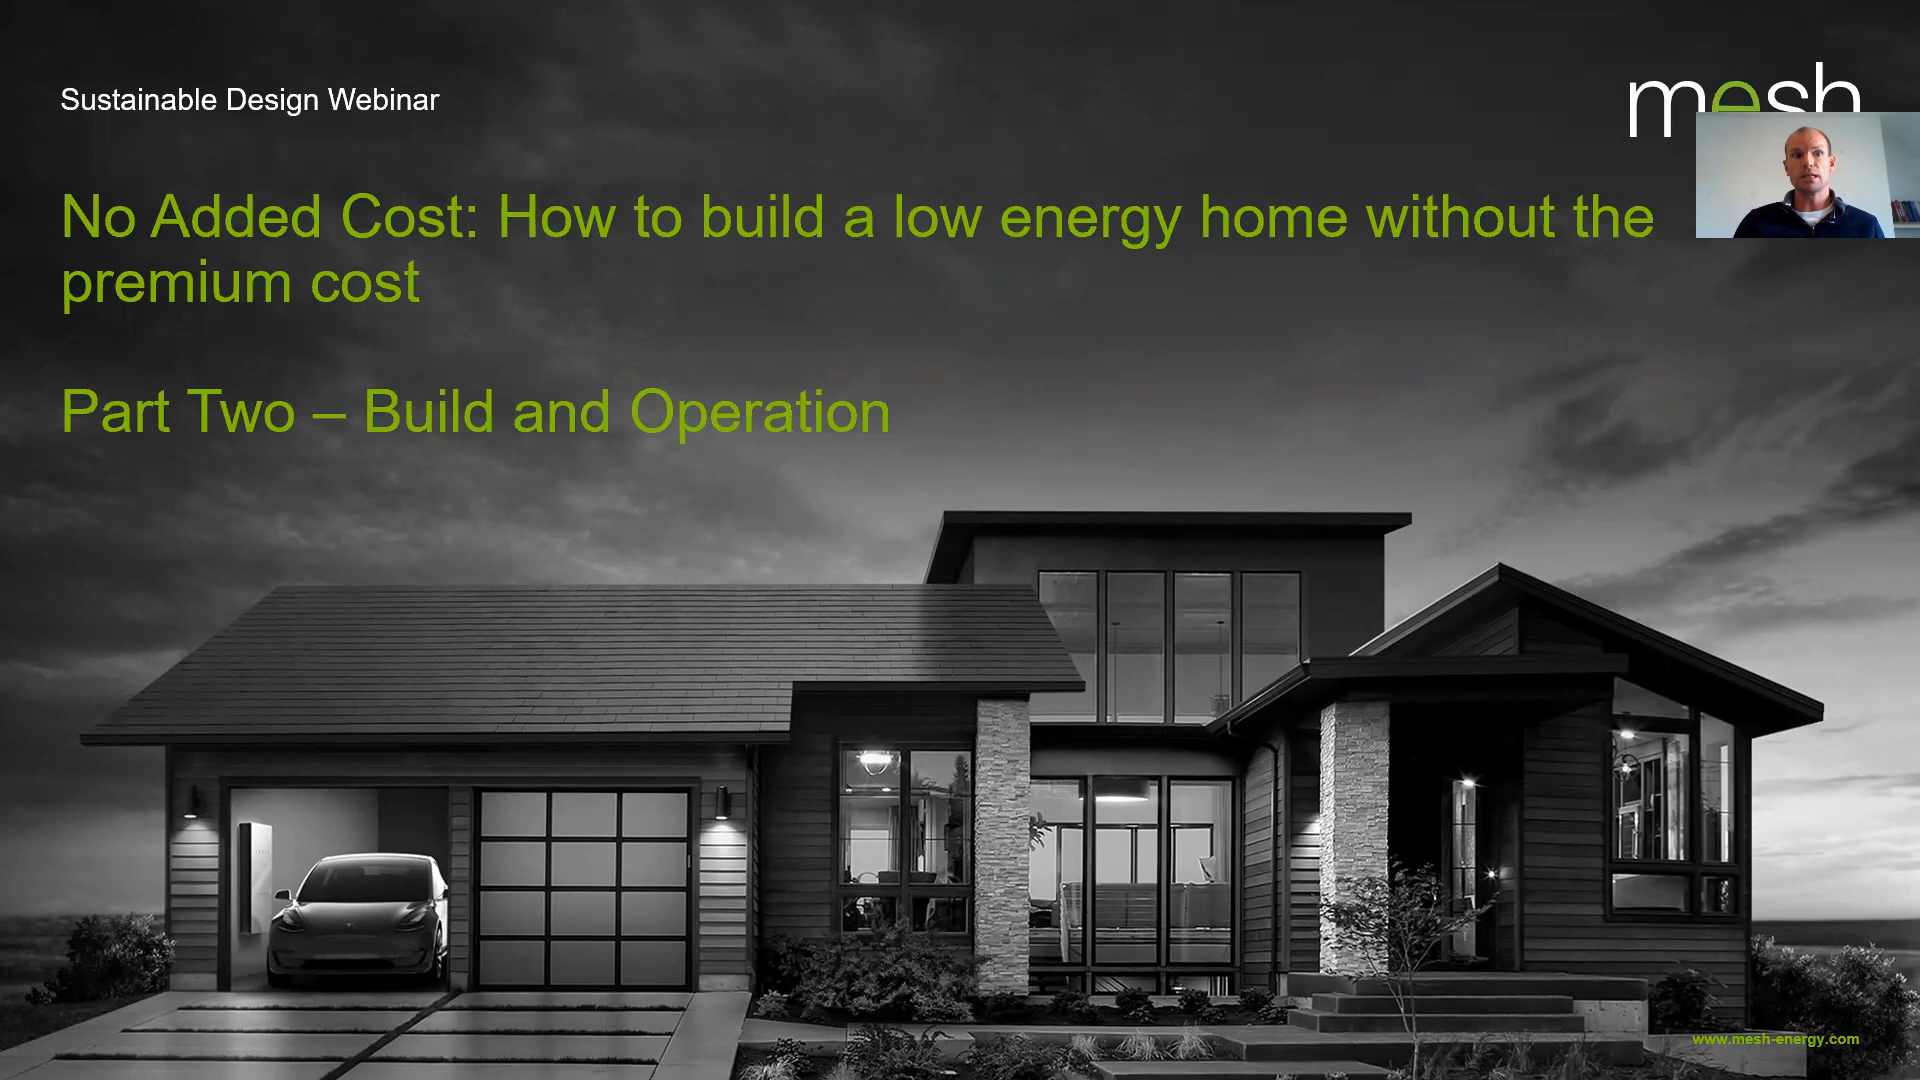 Sustainable Design Webinar
mesh
No Added Cost: How to build a low energy home without the
premium cost
Part Two – Build and Operation
www.mesh-energy.com